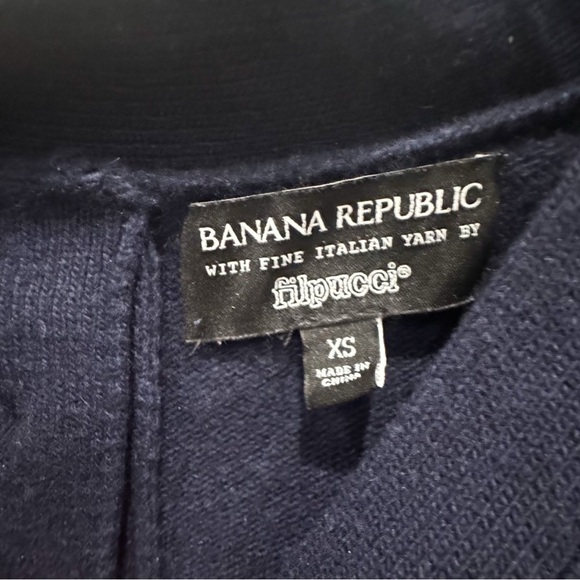 BANANA REPUBLIC
WITH FINE ITALIAN YARN BY
filpucci®
XS
MADE IN
CHINA